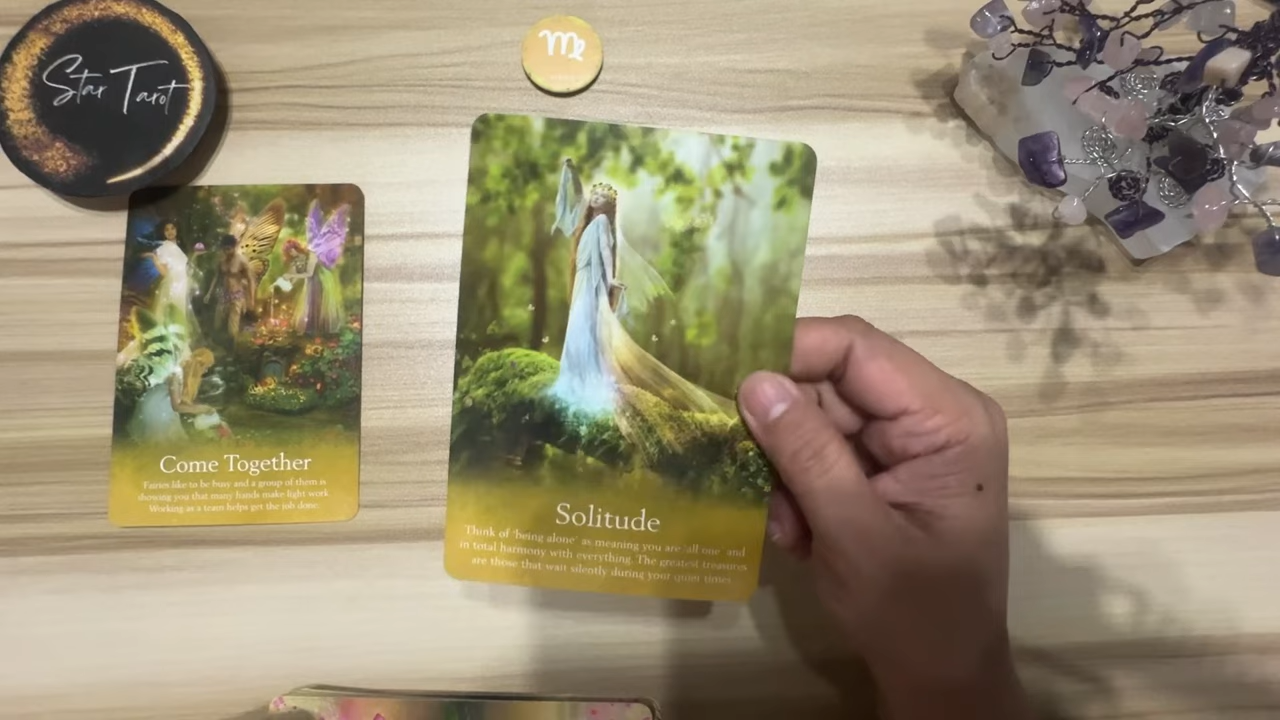 Star Tarot
Come Together
Fairies like to be busy and a group of them is
showing you that many hands make light work.
Working as a team helps get the job done.
Solitude
Think of 'being alone' as meaning you are 'all one' and
in total harmony with everything. The greatest treasures
are those that wait silently during your quiet times.